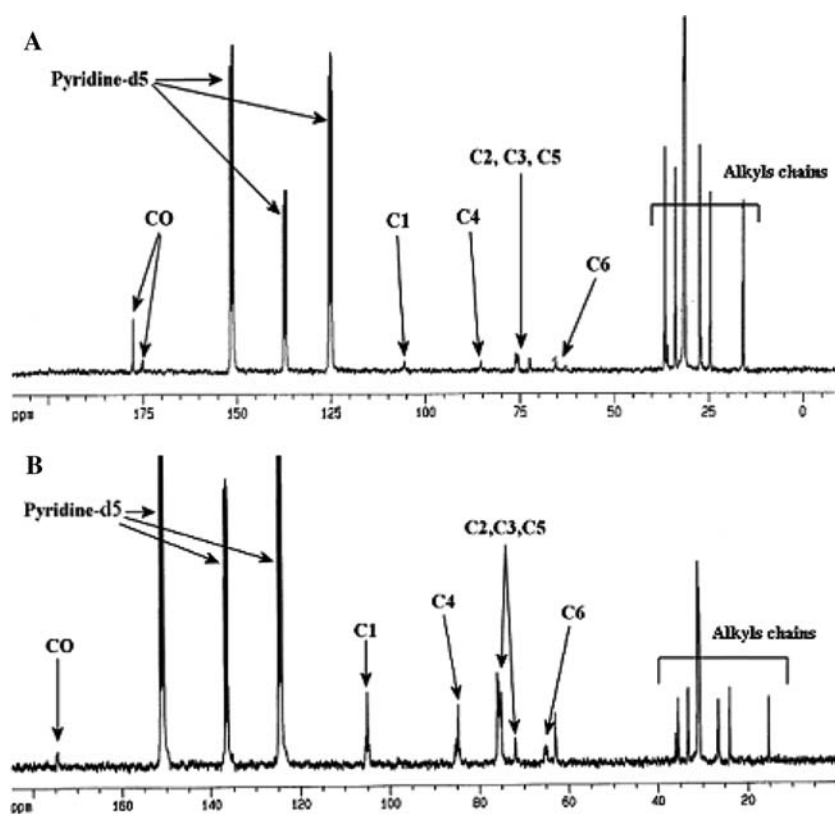 A
Pyridine-d5
C2, C3, C5
Alkyls chains
CO
C1
C4
C6
ppm 175 150 125 100 75 50 25 0
B
Pyridine-d5
C2,C3,C5
C4
C6
C1
Alkyls chains
CO
ppm 160 140 120 100 80 60 40 20